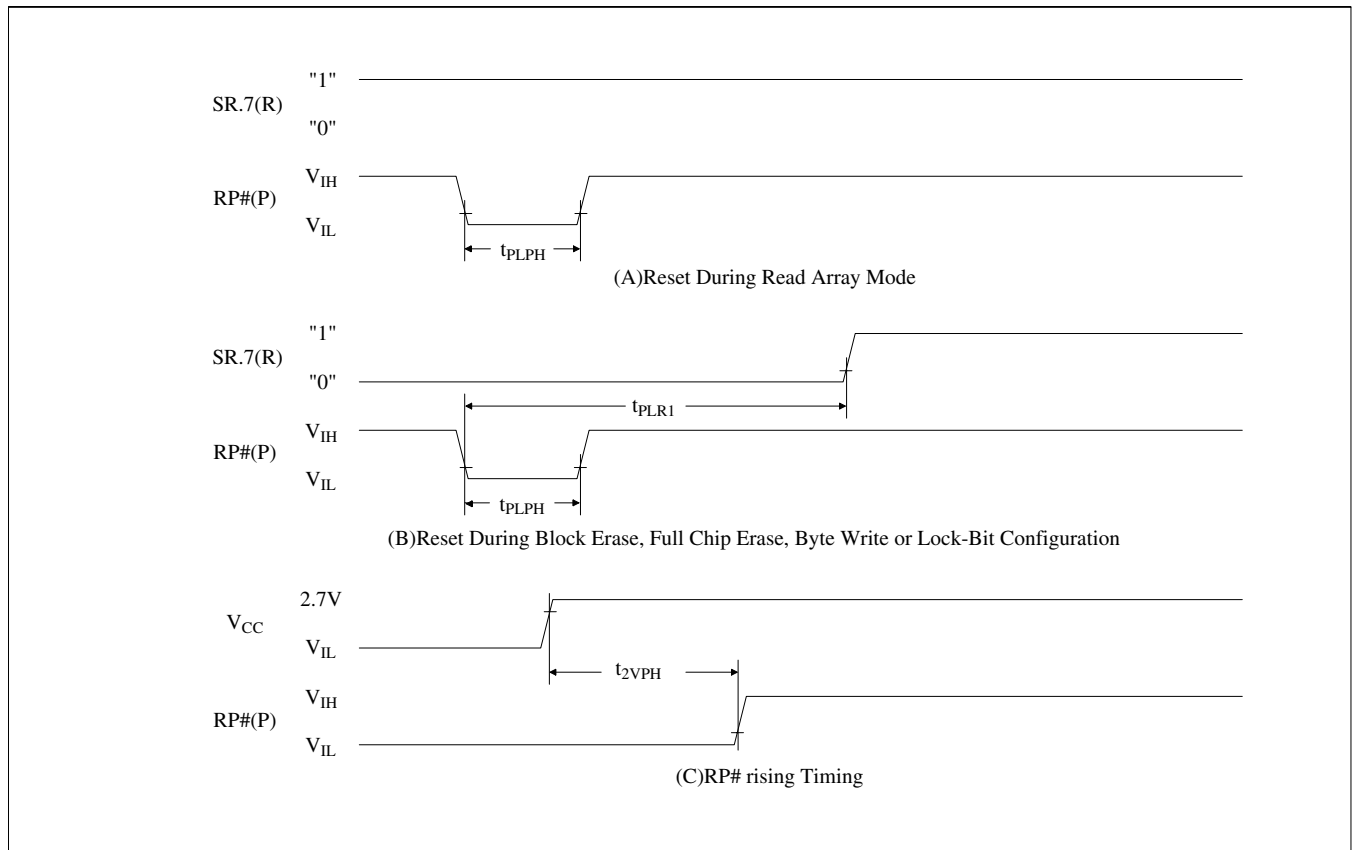 "1"
SR.7(R)
"0"
VIH
RP#(P)
VIL
tPLPH
(A)Reset During Read Array Mode
"1"
SR.7(R)
"0"
tPLR1
VIH
RP#(P)
VIL
tPLPH
(B)Reset During Block Erase, Full Chip Erase, Byte Write or Lock-Bit Configuration
2.7V
VCC
VIL
t2VPH
VIH
RP#(P)
VIL
(C)RP# rising Timing